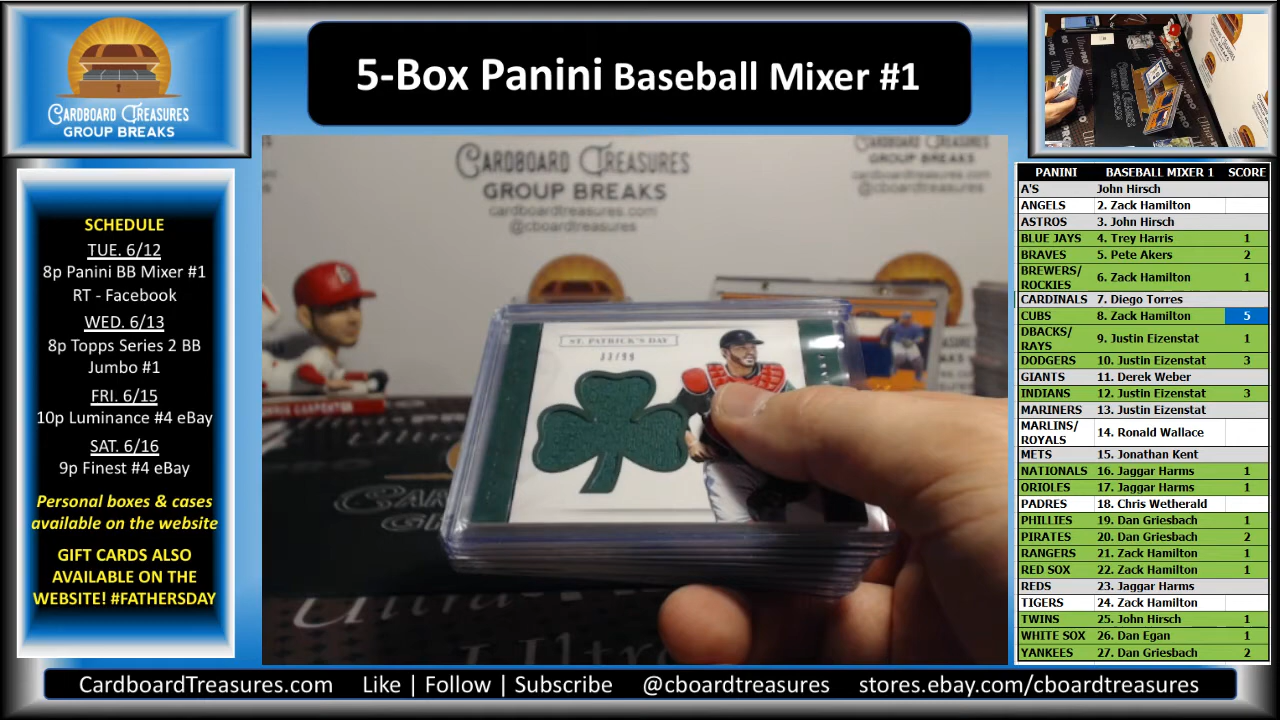 CARDBOARD TREASURES
GROUP BREAKS
5-Box Panini Baseball Mixer #1
SCHEDULE
TUE. 6/12
8p Panini BB Mixer #1
RT - Facebook
WED. 6/13
8p Topps Series 2 BB
Jumbo #1
FRI. 6/15
10p Luminance #4 eBay
SAT. 6/16
9p Finest #4 eBay
Personal boxes & cases
available on the website
GIFT CARDS ALSO
AVAILABLE ON THE
WEBSITE! #FATHERSDAY
CARDBOARD TREASURES
GROUP BREAKS
cardboardtreasures.com
@cboardtreasures
CARDBOARD TREASURES
GROUP BREAKS
@cboardtreasures
ST. PATRICK'S DAY
33/99
CARPENTER
Ultra
PANINI BASEBALL MIXER 1 SCORE
A'S John Hirsch
ANGELS 2. Zack Hamilton
ASTROS 3. John Hirsch
BLUE JAYS 4. Trey Harris 1
BRAVES 5. Pete Akers 2
BREWERS/
ROCKIES 6. Zack Hamilton 1
CARDINALS 7. Diego Torres
CUBS 8. Zack Hamilton 5
DBACKS/
RAYS 9. Justin Eizenstat 1
DODGERS 10. Justin Eizenstat 3
GIANTS 11. Derek Weber
INDIANS 12. Justin Eizenstat 3
MARINERS 13. Justin Eizenstat
MARLINS/
ROYALS 14. Ronald Wallace
METS 15. Jonathan Kent
NATIONALS 16. Jaggar Harms 1
ORIOLES 17. Jaggar Harms 1
PADRES 18. Chris Wetherald
PHILLIES 19. Dan Griesbach 1
PIRATES 20. Dan Griesbach 2
RANGERS 21. Zack Hamilton 1
RED SOX 22. Zack Hamilton 1
REDS 23. Jaggar Harms
TIGERS 24. Zack Hamilton
TWINS 25. John Hirsch 1
WHITE SOX 26. Dan Egan 1
YANKEES 27. Dan Griesbach 2
CardboardTreasures.com Like | Follow | Subscribe @cboardtreasures stores.ebay.com/cboardtreasures